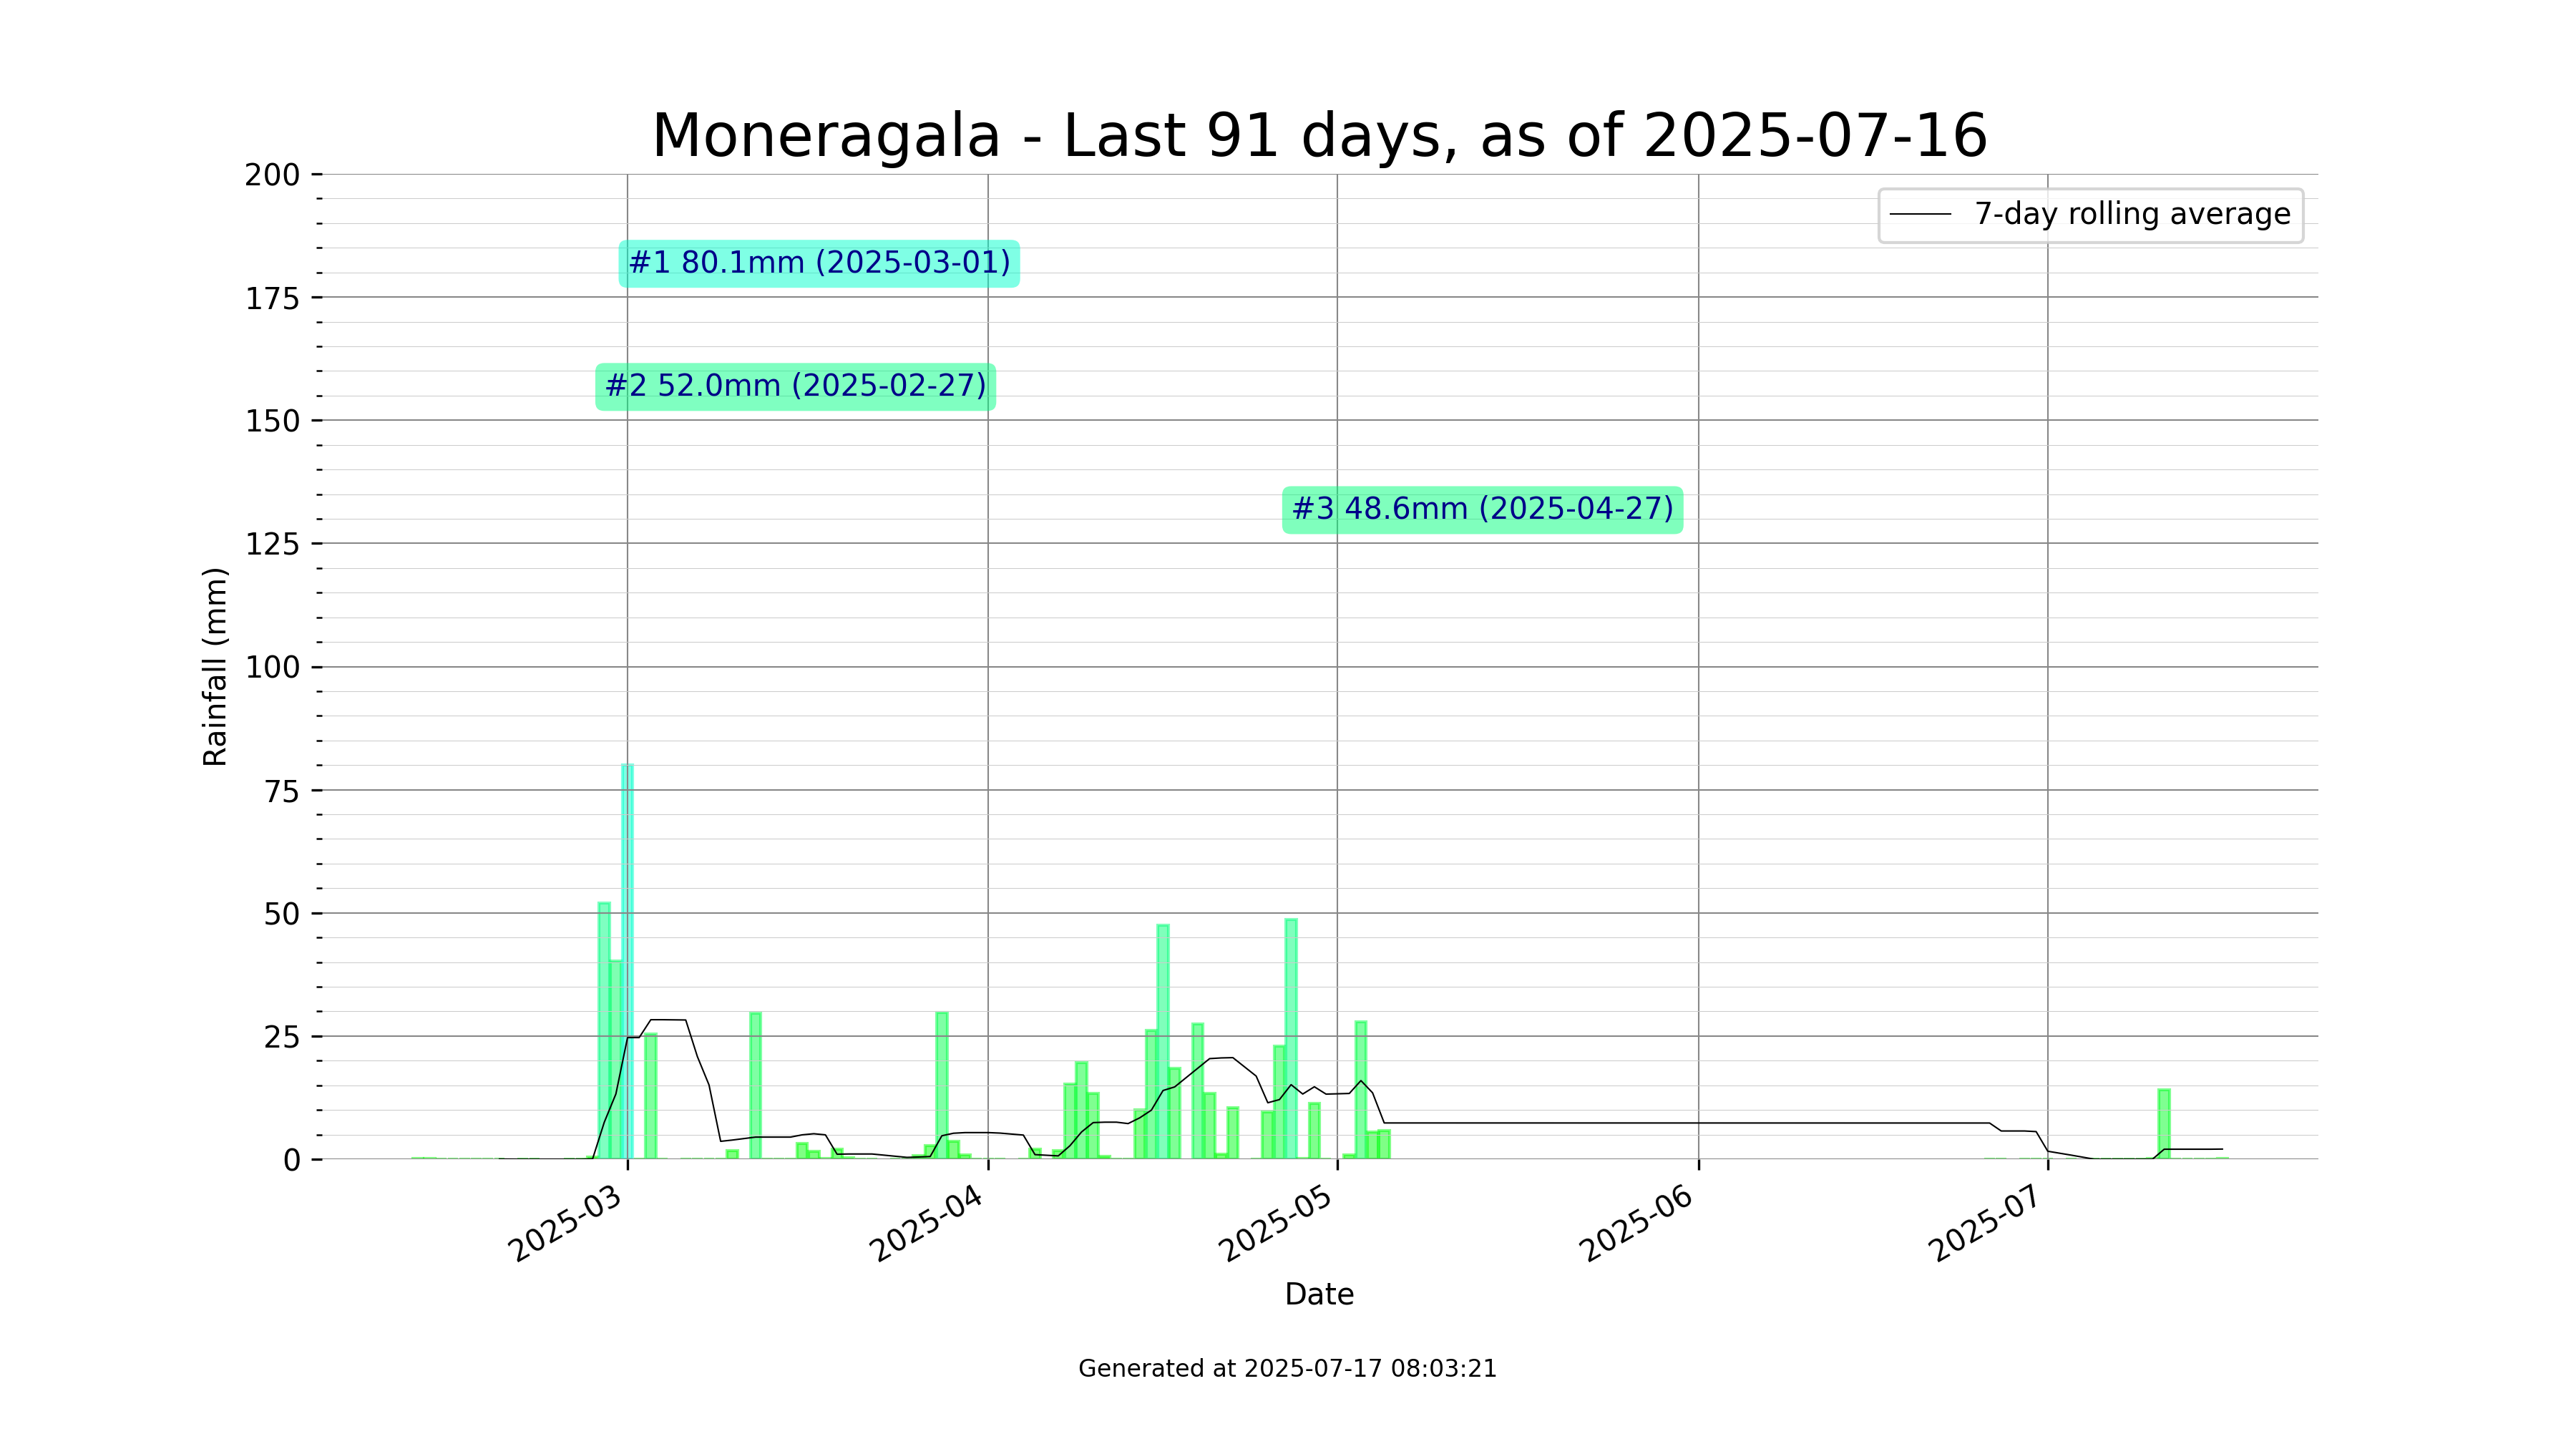 Moneragala - Last 91 days, as of 2025-07-16
200
175
150
125
100
75
50
25
0
Rainfall (mm)
7-day rolling average
#1 80.1mm (2025-03-01)
#2 52.0mm (2025-02-27)
#3 48.6mm (2025-04-27)
2025-03
2025-04
2025-05
2025-06
2025-07
Date
Generated at 2025-07-17 08:03:21